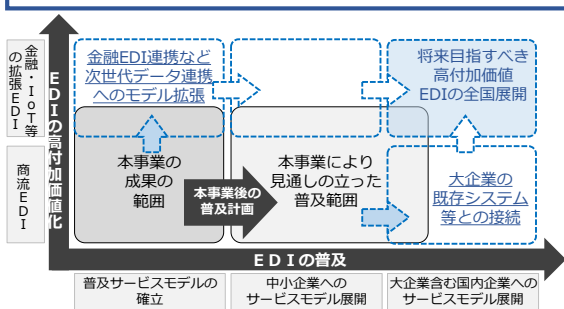 金融・IoT等
の拡張EDI
商流EDI
EDIの高付加価値化
金融EDI連携など
次世代データ連携
へのモデル拡張
将来目指すべき
高付加価値
EDIの全国展開
本事業の
成果の
範囲
本事業後の
普及計画
本事業により
見通しの立った
普及範囲
大企業の
既存システム
等との接続
EDIの普及
普及サービスモデルの
確立
中小企業への
サービスモデル展開
大企業含む国内企業への
サービスモデル展開